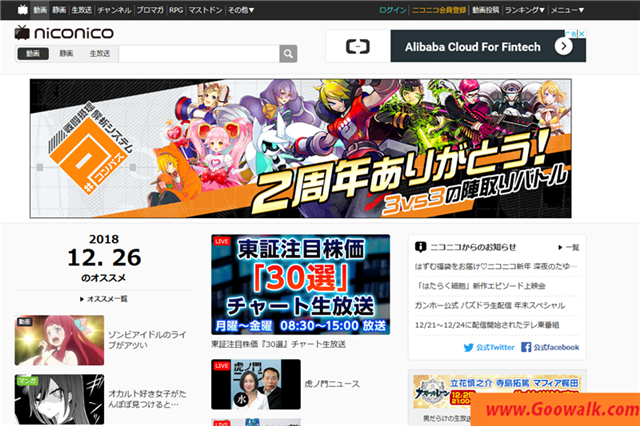 動画 静画 生放送 チャンネル ブロマガ RPG マストドン その他▼
ログイン ニコニコ会員登録 動画投稿 ランキング▼ メニュー▼
niconico
動画 静画 生放送
Alibaba Cloud For Fintech
#コンパス
戦闘摂理解析システム
2周年ありがとう!
3vs3の陣取りバトル
2018
12. 26
のオススメ
▶ オススメ一覧
動画
ゾンビアイドルのライ
ブがアツい
マンガ
オカルト好き女子がた
んぽぽ見つけると…
LIVE
東証注目株価
「30選」
チャート生放送
月曜～金曜 08:30～15:00 放送
東証注目株価『30選』チャート生放送
LIVE
虎ノ門
水
虎ノ門ニュース
LIVE
ニコニコからのお知らせ
▶ 一覧
はずむ福袋をお届け♡ニコニコ新年 深夜のたゆ…
「はたらく細胞」新作エピソード上映会
ガンホー公式 パズドラ生配信 年末スペシャル
12/21～12/24に配信開始されたテレ東番組
公式Twitter 公式facebook
立花慎之介 寺島拓篤 マフィア梶田
男だらけの生放送
www.Goowalk.com